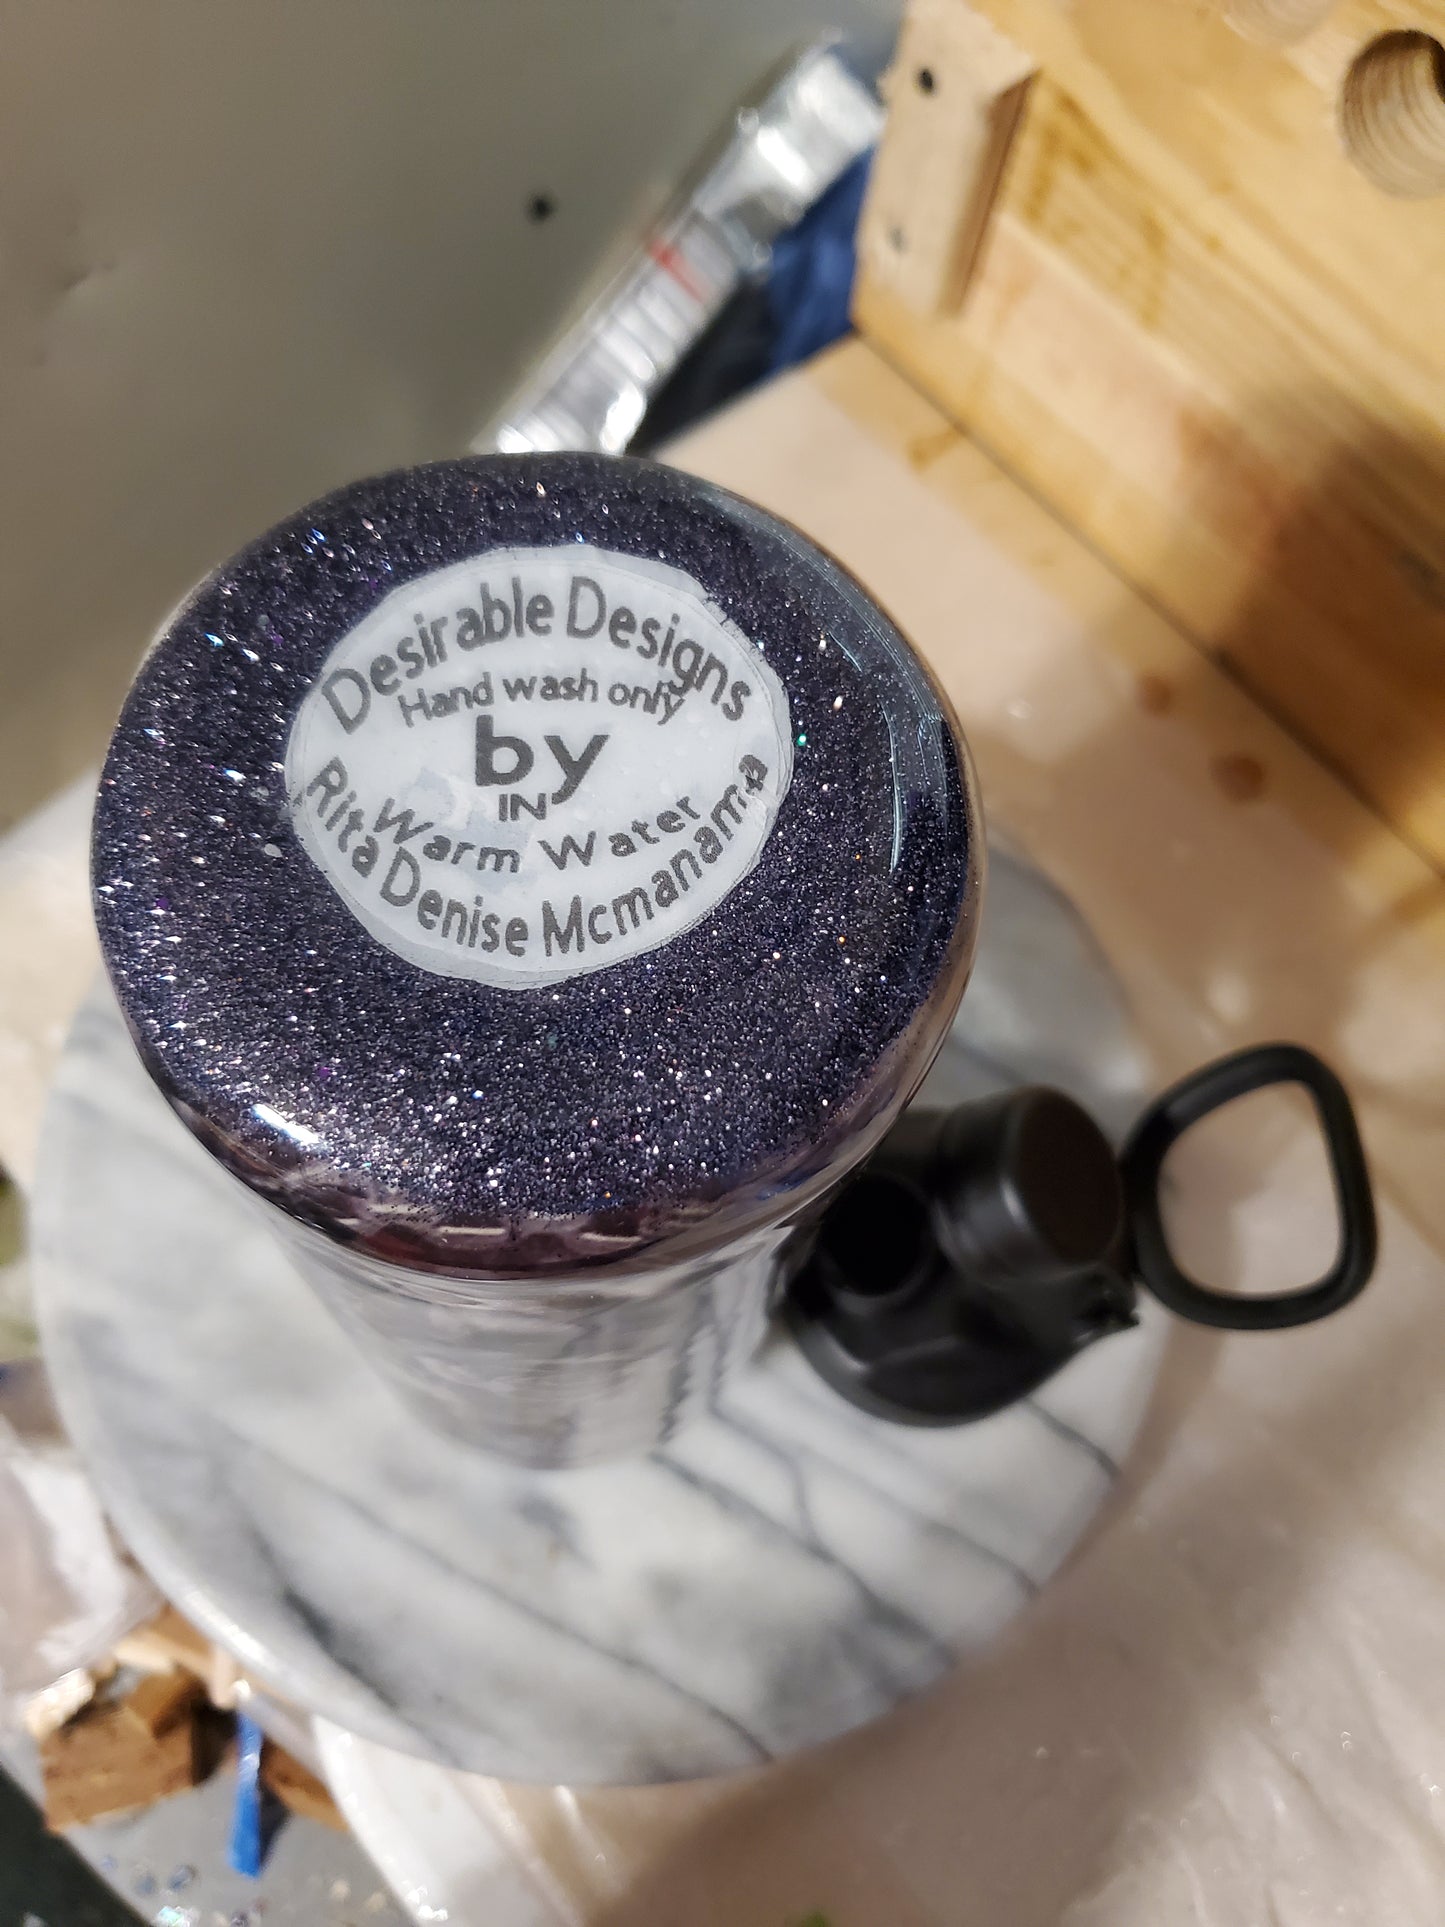 Desirable Designs
Hand wash only
by
IN
Warm Water
Rita Denise Mcmanama